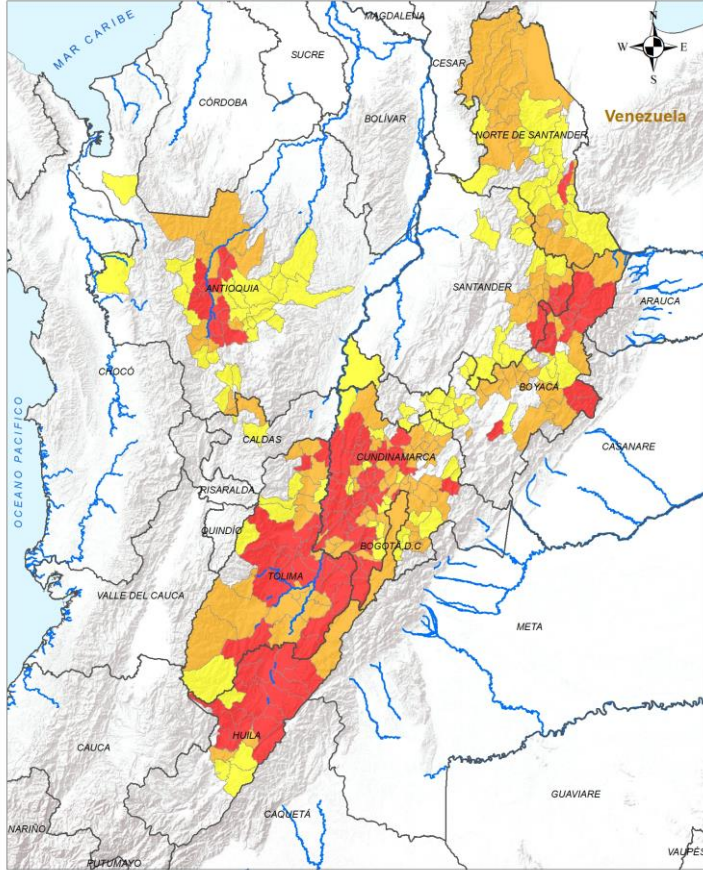 MAGDALENA
MAR CARIBE
N
W
E
S
SUCRE
CESAR
CÓRDOBA
BOLÍVAR
NORTE DE SANTANDER
Venezuela
ANTIOQUIA
SANTANDER
ARAUCA
CHOCÓ
BOYACÁ
OCEANO PACÍFICO
CALDAS
CUNDINAMARCA
CASANARE
RISARALDA
QUINDÍO
BOGOTÁ D.C
TOLIMA
VALLE DEL CAUCA
META
HUILA
CAUCA
GUAVIARE
CAQUETÁ
NARIÑO
PUTUMAYO
VAUPÉS